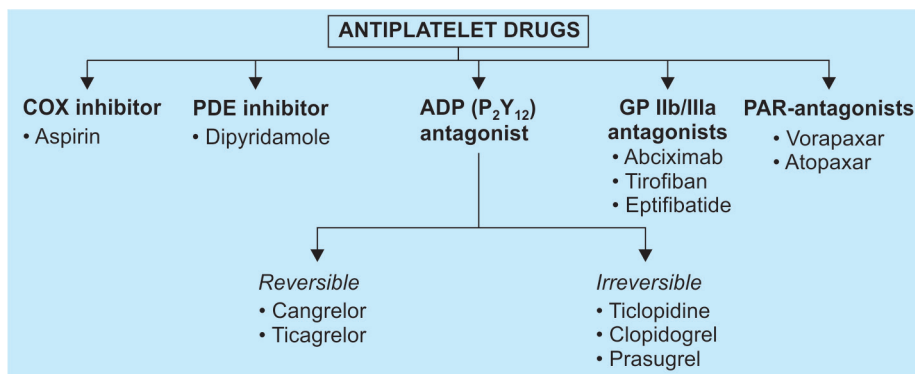 ANTIPLATELET DRUGS
COX inhibitor
• Aspirin
PDE inhibitor
• Dipyridamole
ADP (P₂Y₁₂)
antagonist
GP IIb/IIIa
antagonists
• Abciximab
• Tirofiban
• Eptifibatide
PAR-antagonists
• Vorapaxar
• Atopaxar
Reversible
• Cangrelor
• Ticagrelor
Irreversible
• Ticlopidine
• Clopidogrel
• Prasugrel